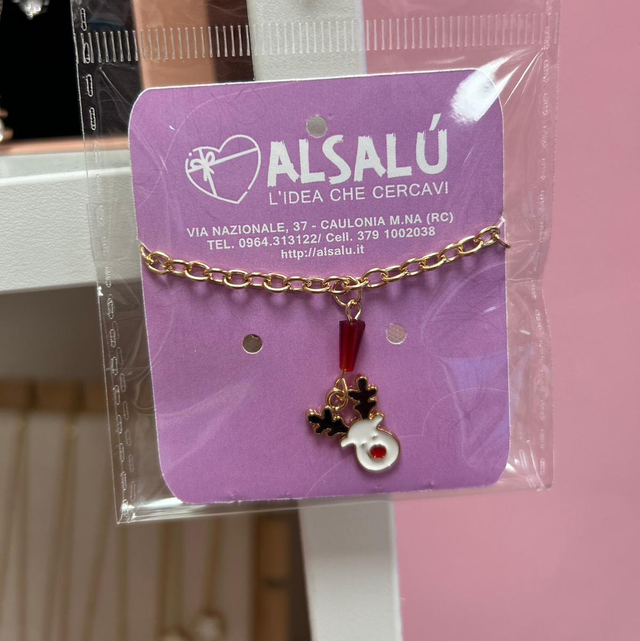 ALSALÚ
L'IDEA CHE CERCAVI
VIA NAZIONALE, 37 - CAULONIA M.NA (RC)
TEL. 0964.313122/ Cell. 379 1002038
http://alsalu.it